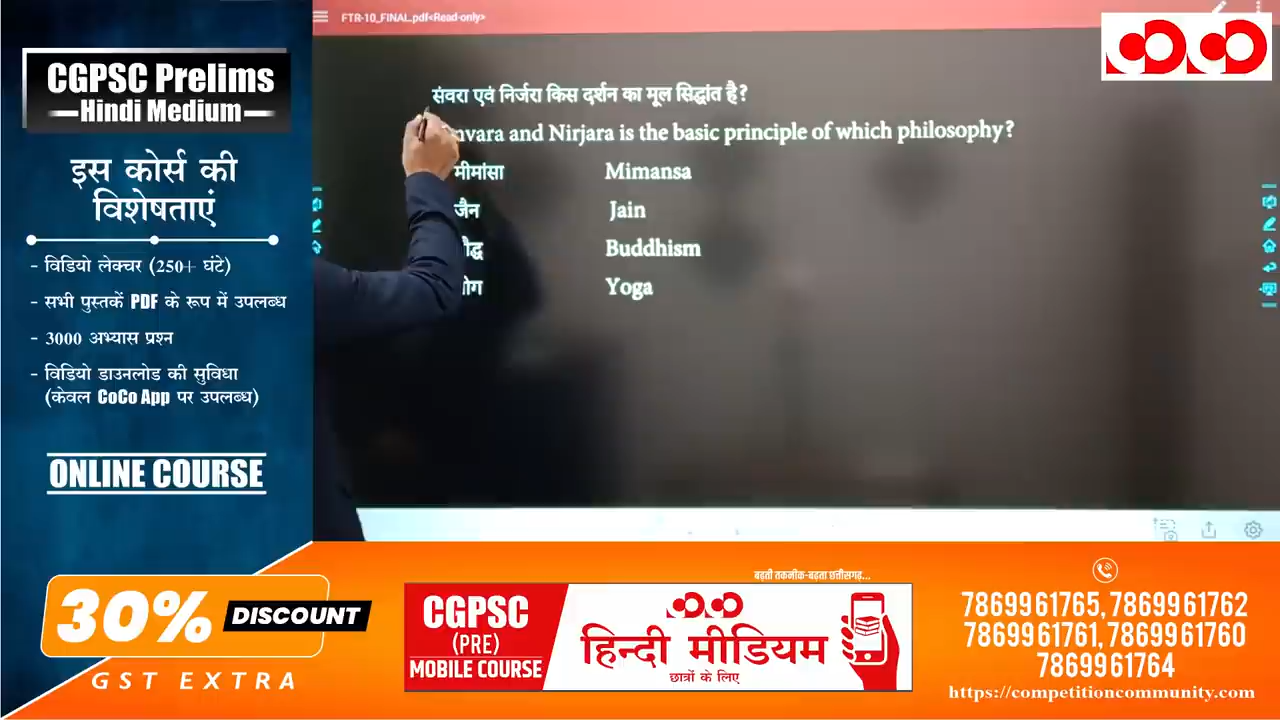 CGPSC Prelims
Hindi Medium
इस कोर्स की
विशेषताएं
- विडियो लेक्चर (250+ घंटे)
- सभी पुस्तकें PDF के रूप में उपलब्ध
- 3000 अभ्यास प्रश्न
- विडियो डाउनलोड की सुविधा
(केवल CoCo App पर उपलब्ध)
ONLINE COURSE
FTR-10_FINAL.pdf<Read-only>
संवरा एवं निर्जरा किस दर्शन का मूल सिद्धांत है?
and Nirjara is the basic principle of which philosophy?
मीमांसा Mimansa
जैन Jain
Buddhism
Yoga
30% DISCOUNT
GST EXTRA
बढ़ती तकनीक-बढ़ता छत्तीसगढ़...
CGPSC
(PRE)
MOBILE COURSE
हिन्दी मीडियम
छात्रों के लिए
7869961765, 7869961762
7869961761, 7869961760
7869961764
https://competitioncommunity.com